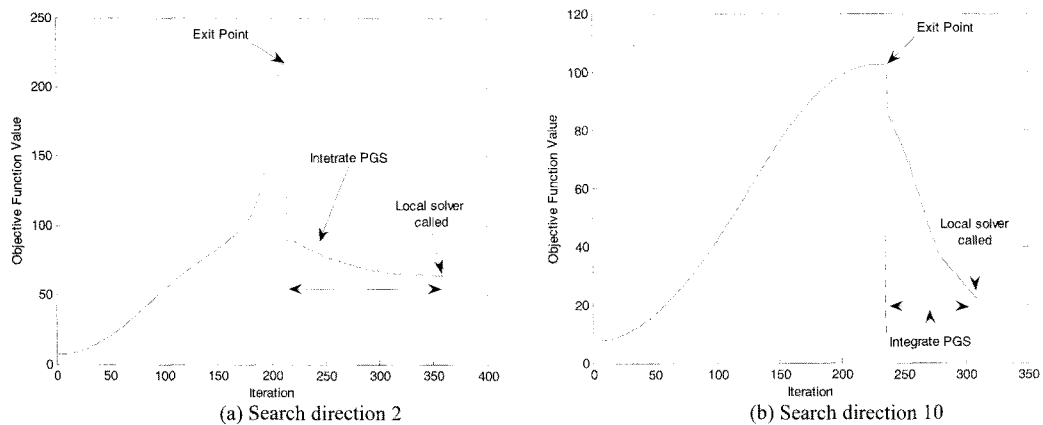 250
200
150
100
50
0
Objective Function Value
Exit Point
Intetrate PGS
Local solver
called
0 50 100 150 200 250 300 350 400
Iteration
(a) Search direction 2
120
100
80
60
40
20
0
Objective Function Value
Exit Point
Local solver
called
Integrate PGS
0 50 100 150 200 250 300 350
Iteration
(b) Search direction 10